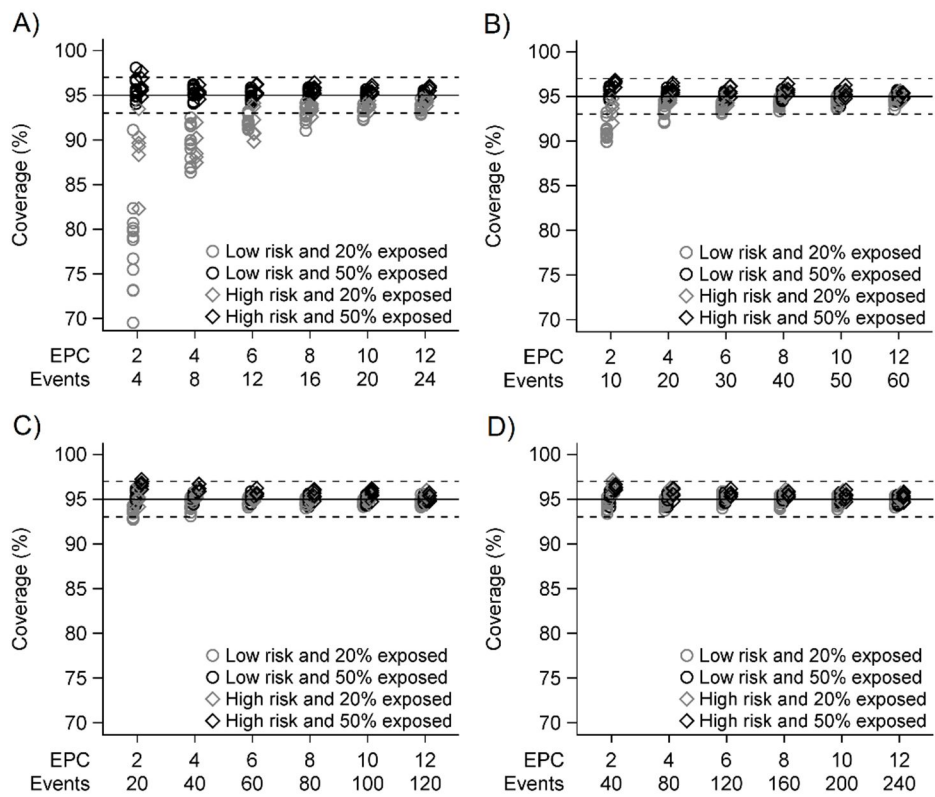 A)
100
95
90
85
80
75
70
Coverage (%)
Low risk and 20% exposed
Low risk and 50% exposed
High risk and 20% exposed
High risk and 50% exposed
EPC 2 4 6 8 10 12
Events 4 8 12 16 20 24
B)
100
95
90
85
80
75
70
Coverage (%)
Low risk and 20% exposed
Low risk and 50% exposed
High risk and 20% exposed
High risk and 50% exposed
EPC 2 4 6 8 10 12
Events 10 20 30 40 50 60
C)
100
95
90
85
80
75
70
Coverage (%)
Low risk and 20% exposed
Low risk and 50% exposed
High risk and 20% exposed
High risk and 50% exposed
EPC 2 4 6 8 10 12
Events 20 40 60 80 100 120
D)
100
95
90
85
80
75
70
Coverage (%)
Low risk and 20% exposed
Low risk and 50% exposed
High risk and 20% exposed
High risk and 50% exposed
EPC 2 4 6 8 10 12
Events 40 80 120 160 200 240